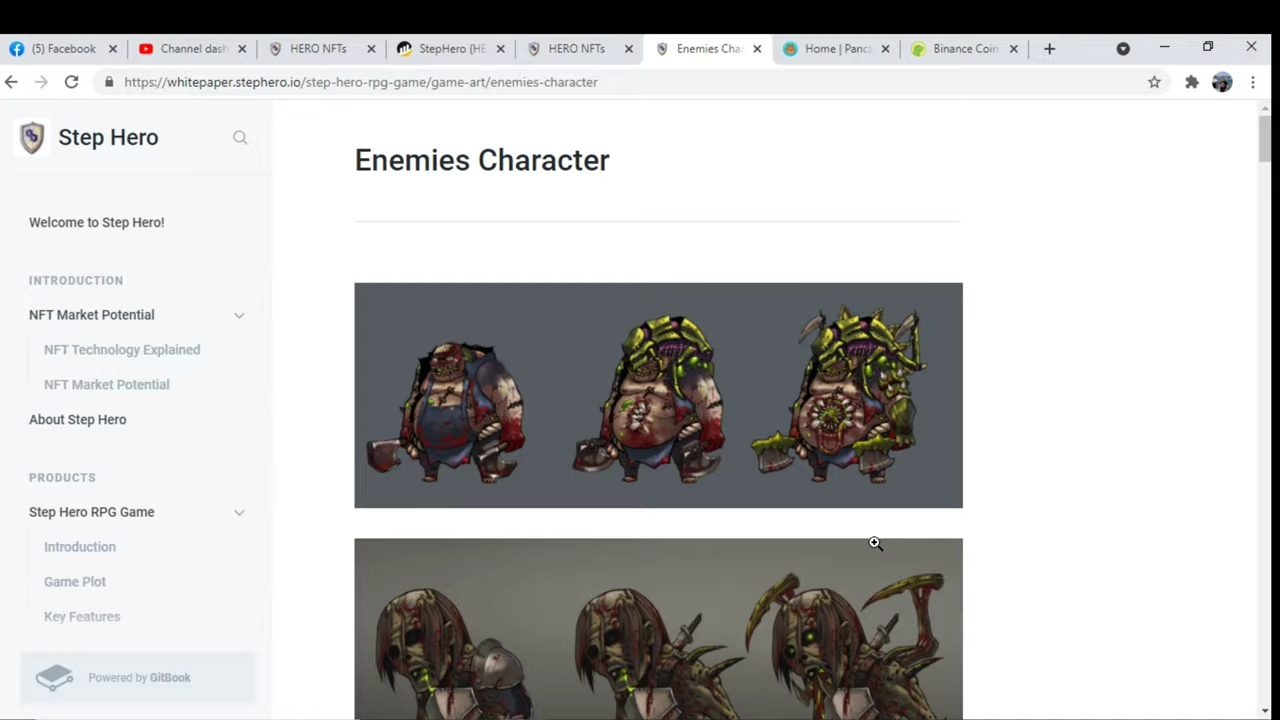 (5) Facebook
Channel dash
HERO NFTs
StepHero (HE
HERO NFTs
Enemies Char
Home | Panca
Binance Coin
https://whitepaper.stephero.io/step-hero-rpg-game/game-art/enemies-character
Step Hero
Enemies Character
Welcome to Step Hero!
INTRODUCTION
NFT Market Potential
NFT Technology Explained
NFT Market Potential
About Step Hero
PRODUCTS
Step Hero RPG Game
Introduction
Game Plot
Key Features
Powered by GitBook